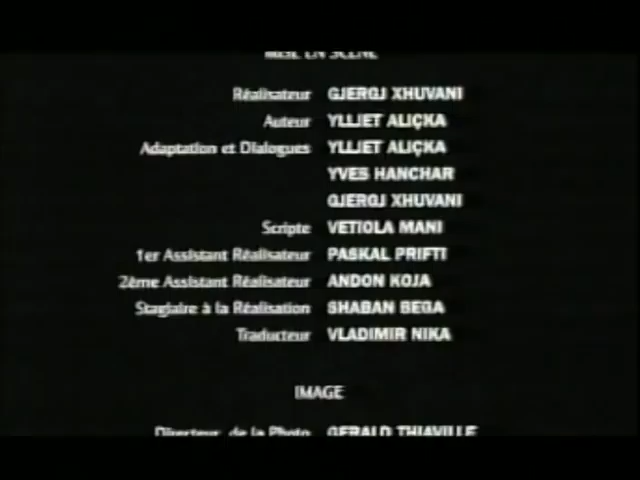 MISE EN SCENE
Réalisateur GJERGJ XHUVANI
Auteur YLLJET ALIÇKA
Adaptation et Dialogues YLLJET ALIÇKA
YVES HANCHAR
GJERGJ XHUVANI
Scripte VETIOLA MANI
1er Assistant Réalisateur PASKAL PRIFTI
2ème Assistant Réalisateur ANDON KOJA
Stagiaire à la Réalisation SHABAN BEGA
Traducteur VLADIMIR NIKA
IMAGE
Directeur de la Photo GERALD THIAVILLE